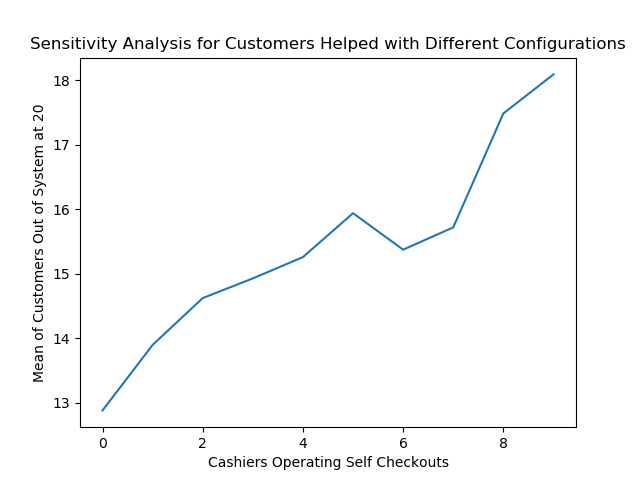 Sensitivity Analysis for Customers Helped with Different Configurations
18
17
16
15
14
13
Mean of Customers Out of System at 20
0 2 4 6 8
Cashiers Operating Self Checkouts